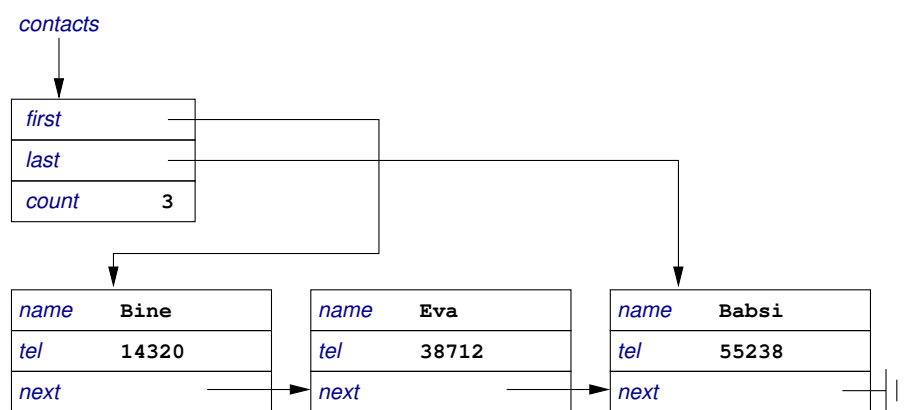 contacts
first
last
count 3
name Bine
tel 14320
next
name Eva
tel 38712
next
name Babsi
tel 55238
next